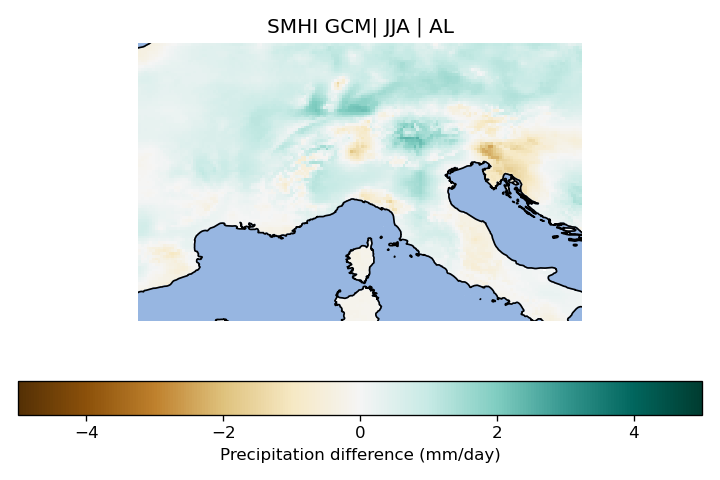 SMHI GCM| JJA | AL
−4 −2 0 2 4
Precipitation difference (mm/day)